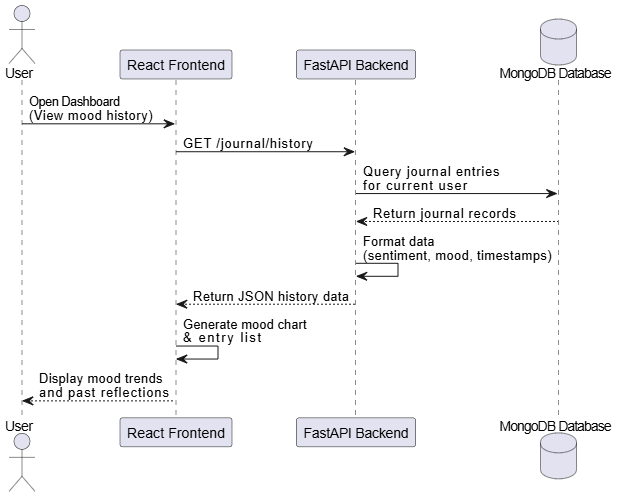 User
React Frontend
FastAPI Backend
MongoDB Database
Open Dashboard
(View mood history)
GET /journal/history
Query journal entries
for current user
Return journal records
Format data
(sentiment, mood, timestamps)
Return JSON history data
Generate mood chart
& entry list
Display mood trends
and past reflections
User
React Frontend
FastAPI Backend
MongoDB Database